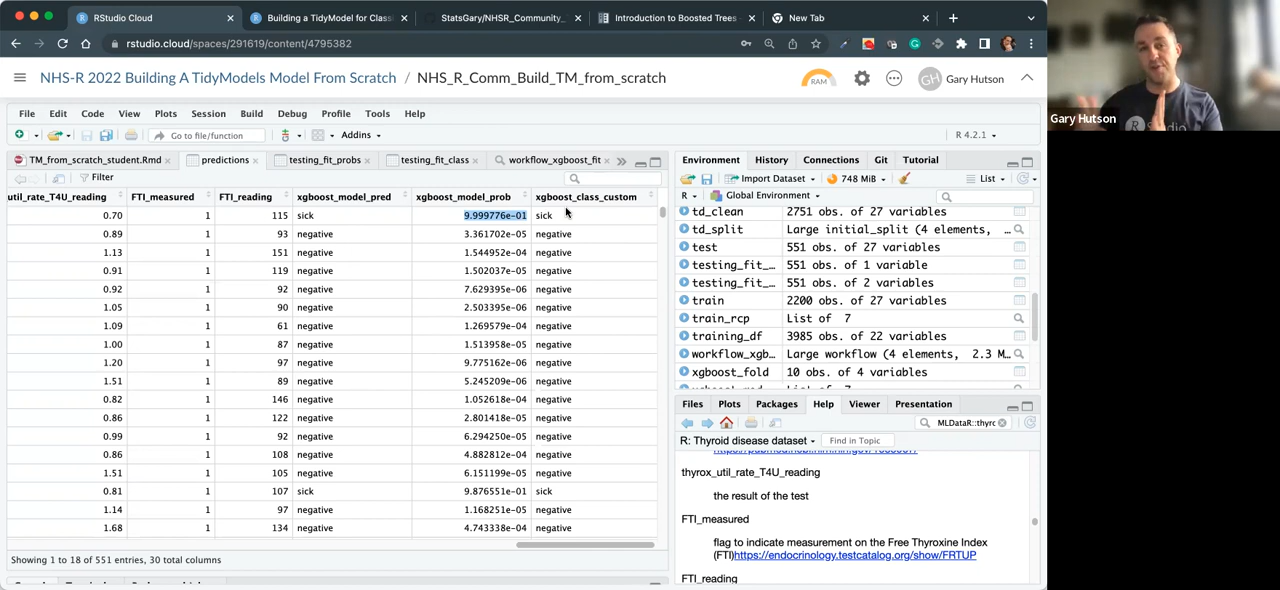 RStudio Cloud
Building a TidyModel for Class
StatsGary/NHSR_Community_
Introduction to Boosted Trees
New Tab
rstudio.cloud/spaces/291619/content/4795382
NHS-R 2022 Building A TidyModels Model From Scratch / NHS_R_Comm_Build_TM_from_scratch
RAM
GH
Gary Hutson
File Edit Code View Plots Session Build Debug Profile Tools Help
Go to file/function
Addins
R 4.2.1
TM_from_scratch_student.Rmd
predictions
testing_fit_probs
testing_fit_class
workflow_xgboost_fit
Filter
util_rate_T4U_reading FTI_measured FTI_reading xgboost_model_pred xgboost_model_prob xgboost_class_custom
0.70 1 115 sick 9.999776e-01 sick
0.89 1 93 negative 3.361702e-05 negative
1.13 1 151 negative 1.544952e-04 negative
0.91 1 119 negative 1.502037e-05 negative
0.92 1 92 negative 7.629395e-06 negative
1.05 1 90 negative 2.503395e-06 negative
1.09 1 61 negative 1.269579e-04 negative
1.00 1 87 negative 1.513958e-05 negative
1.20 1 97 negative 9.775162e-06 negative
1.51 1 89 negative 5.245209e-06 negative
0.82 1 146 negative 1.052618e-04 negative
0.86 1 122 negative 2.801418e-05 negative
0.99 1 92 negative 6.294250e-05 negative
0.86 1 108 negative 4.882812e-04 negative
1.51 1 105 negative 6.151199e-05 negative
0.81 1 107 sick 9.876551e-01 sick
1.14 1 97 negative 1.168251e-05 negative
1.68 1 134 negative 4.743338e-04 negative
Showing 1 to 18 of 551 entries, 30 total columns
Environment History Connections Git Tutorial
Import Dataset
748 MiB
List
R
Global Environment
td_clean 2751 obs. of 27 variables
td_split Large initial_split (4 elements, …
test 551 obs. of 27 variables
testing_fit_… 551 obs. of 1 variable
testing_fit_… 551 obs. of 2 variables
train 2200 obs. of 27 variables
train_rcp List of 7
training_df 3985 obs. of 22 variables
workflow_xgb… Large workflow (4 elements, 2.3 M…
xgboost_fold 10 obs. of 4 variables
Files Plots Packages Help Viewer Presentation
MLDataR::thyrc
R: Thyroid disease dataset
Find in Topic
thyrox_util_rate_T4U_reading
the result of the test
FTI_measured
flag to indicate measurement on the Free Thyroxine Index
(FTI)https://endocrinology.testcatalog.org/show/FRTUP
FTI_reading
Gary Hutson